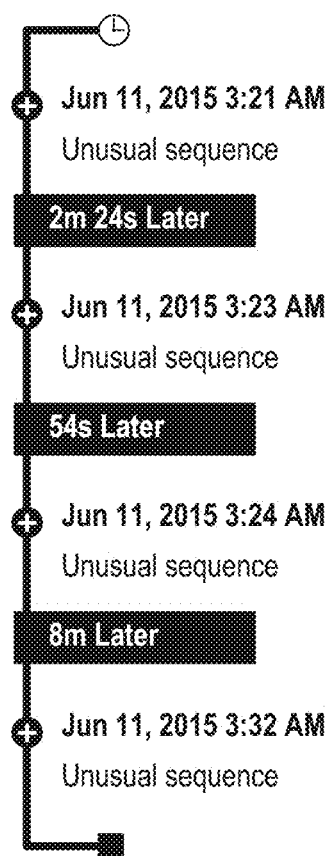 Jun 11, 2015 3:21 AM
Unusual sequence
2m 24s Later
Jun 11, 2015 3:23 AM
Unusual sequence
54s Later
Jun 11, 2015 3:24 AM
Unusual sequence
8m Later
Jun 11, 2015 3:32 AM
Unusual sequence